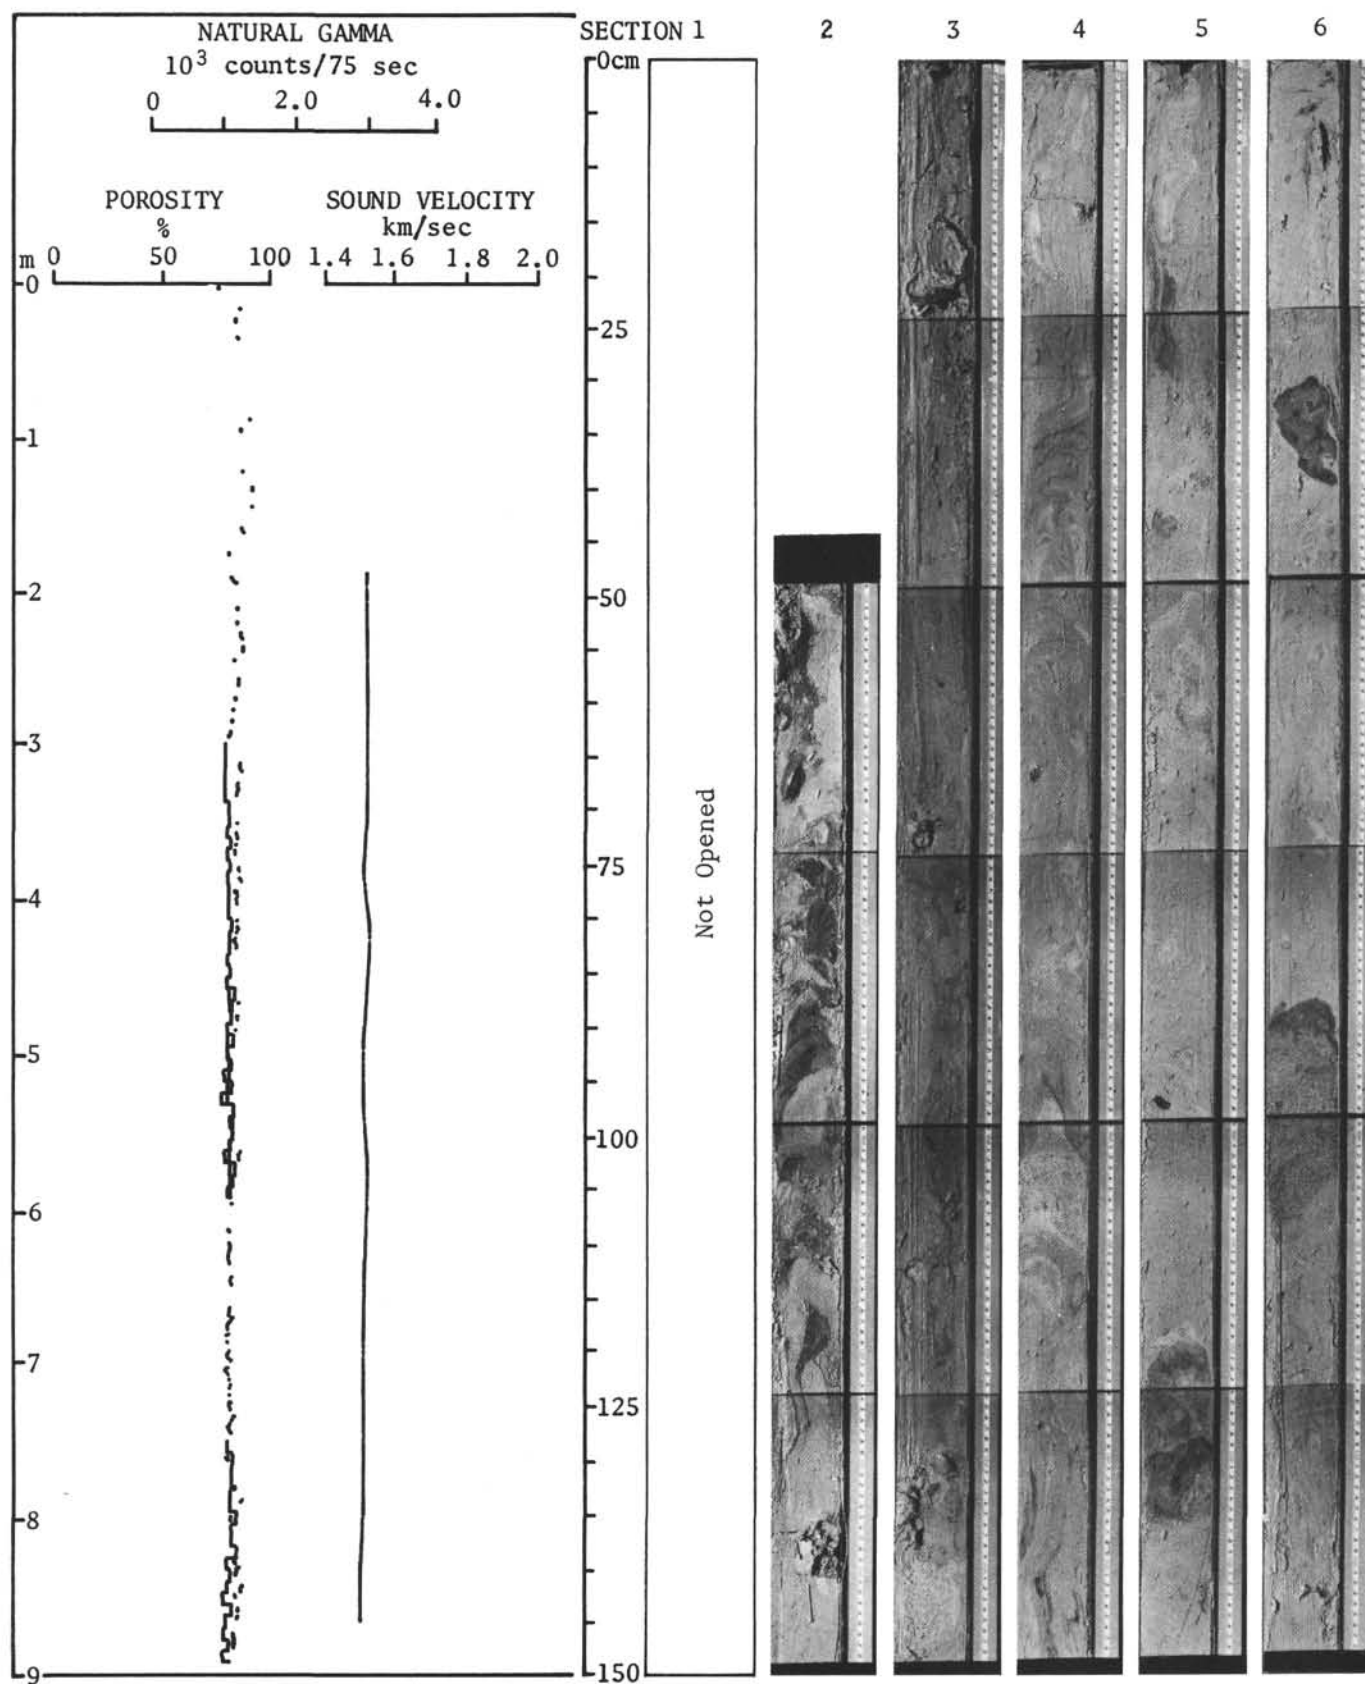 NATURAL GAMMA
10³ counts/75 sec
0 2.0 4.0
POROSITY
%
0 50 100
SOUND VELOCITY
km/sec
1.4 1.6 1.8 2.0
m
0
1
2
3
4
5
6
7
8
9
SECTION 1 2 3 4 5 6
0cm
25
50
75
100
125
150
Not Opened